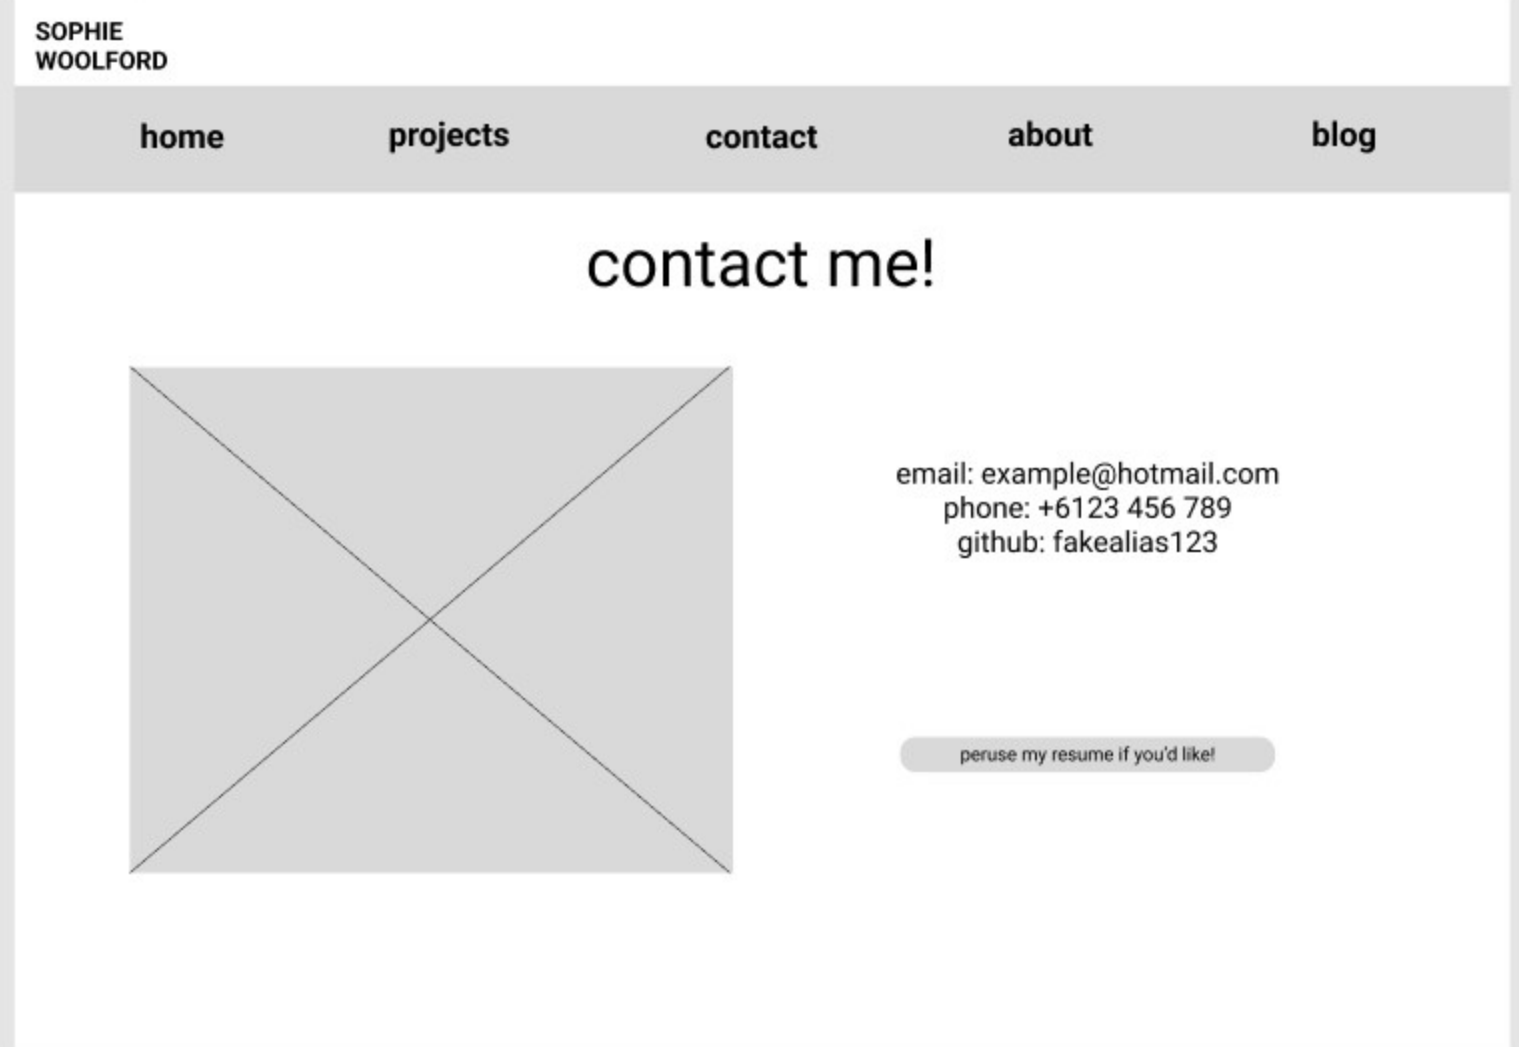 SOPHIE
WOOLFORD
home projects contact about blog
contact me!
email: example@hotmail.com
phone: +6123 456 789
github: fakealias123
peruse my resume if you'd like!